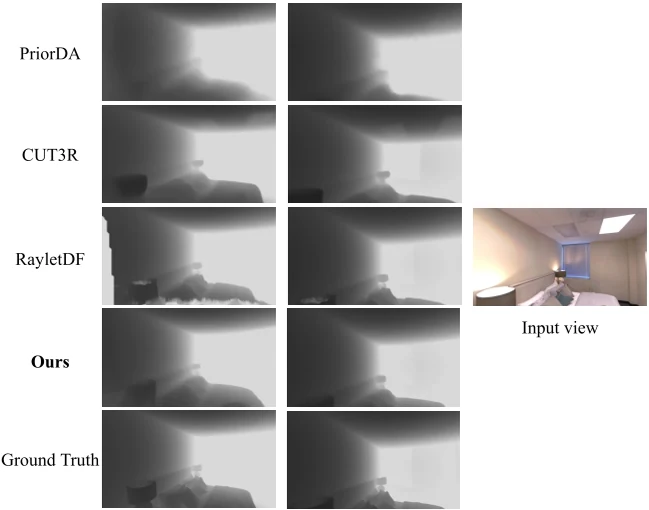 PriorDA
CUT3R
RayletDF
Input view
Ours
Ground Truth